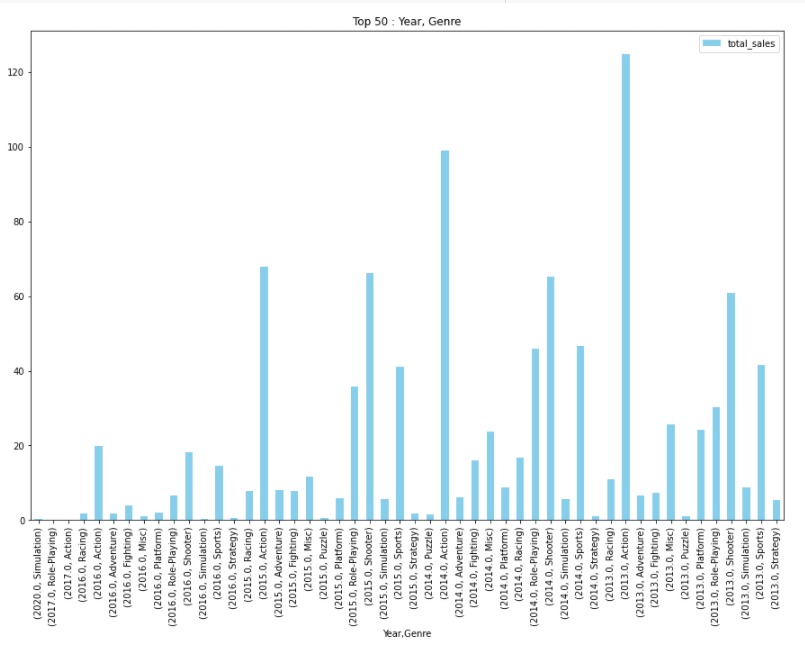 Top 50 : Year, Genre
total_sales
120
100
80
60
40
20
0
(2020.0, Simulation)
(2017.0, Role-Playing)
(2017.0, Action)
(2016.0, Racing)
(2016.0, Action)
(2016.0, Adventure)
(2016.0, Fighting)
(2016.0, Misc)
(2016.0, Platform)
(2016.0, Role-Playing)
(2016.0, Shooter)
(2016.0, Simulation)
(2016.0, Sports)
(2016.0, Strategy)
(2015.0, Racing)
(2015.0, Action)
(2015.0, Adventure)
(2015.0, Fighting)
(2015.0, Misc)
(2015.0, Puzzle)
(2015.0, Platform)
(2015.0, Role-Playing)
(2015.0, Shooter)
(2015.0, Simulation)
(2015.0, Sports)
(2015.0, Strategy)
(2014.0, Puzzle)
(2014.0, Action)
(2014.0, Adventure)
(2014.0, Fighting)
(2014.0, Misc)
(2014.0, Platform)
(2014.0, Racing)
(2014.0, Role-Playing)
(2014.0, Shooter)
(2014.0, Simulation)
(2014.0, Sports)
(2014.0, Strategy)
(2013.0, Racing)
(2013.0, Action)
(2013.0, Adventure)
(2013.0, Fighting)
(2013.0, Misc)
(2013.0, Puzzle)
(2013.0, Platform)
(2013.0, Role-Playing)
(2013.0, Shooter)
(2013.0, Simulation)
(2013.0, Sports)
(2013.0, Strategy)
Year,Genre